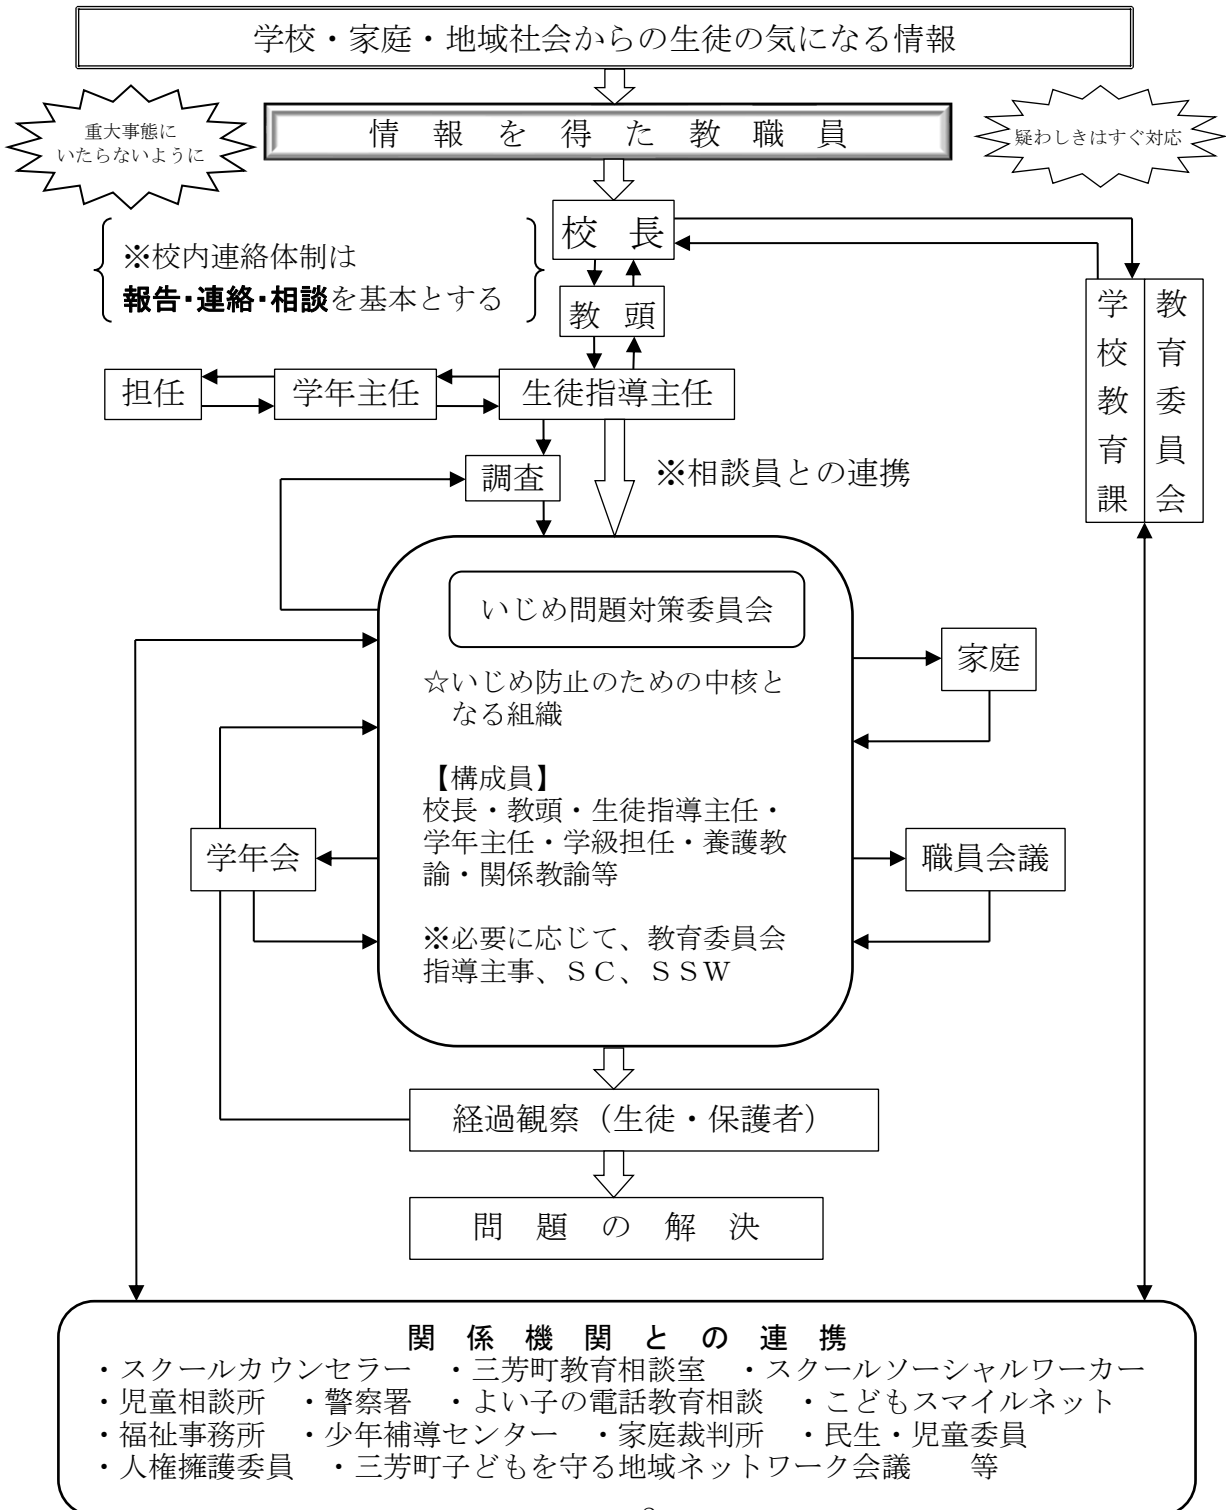 学校・家庭・地域社会からの生徒の気になる情報
重大事態に
いたらないように
情報を得た教職員
疑わしきはすぐ対応
校長
※校内連絡体制は
報告・連絡・相談を基本とする
教頭
学校教育課
教育委員会
担任
学年主任
生徒指導主任
調査
※相談員との連携
いじめ問題対策委員会
☆いじめ防止のための中核と
なる組織
【構成員】
校長・教頭・生徒指導主任・
学年主任・学級担任・養護教
諭・関係教諭等
※必要に応じて、教育委員会
指導主事、ＳＣ、ＳＳＷ
家庭
学年会
職員会議
経過観察（生徒・保護者）
問題の解決
関係機関との連携
・スクールカウンセラー　・三芳町教育相談室　・スクールソーシャルワーカー
・児童相談所　・警察署　・よい子の電話教育相談　・こどもスマイルネット
・福祉事務所　・少年補導センター　・家庭裁判所　・民生・児童委員
・人権擁護委員　・三芳町子どもを守る地域ネットワーク会議　　等